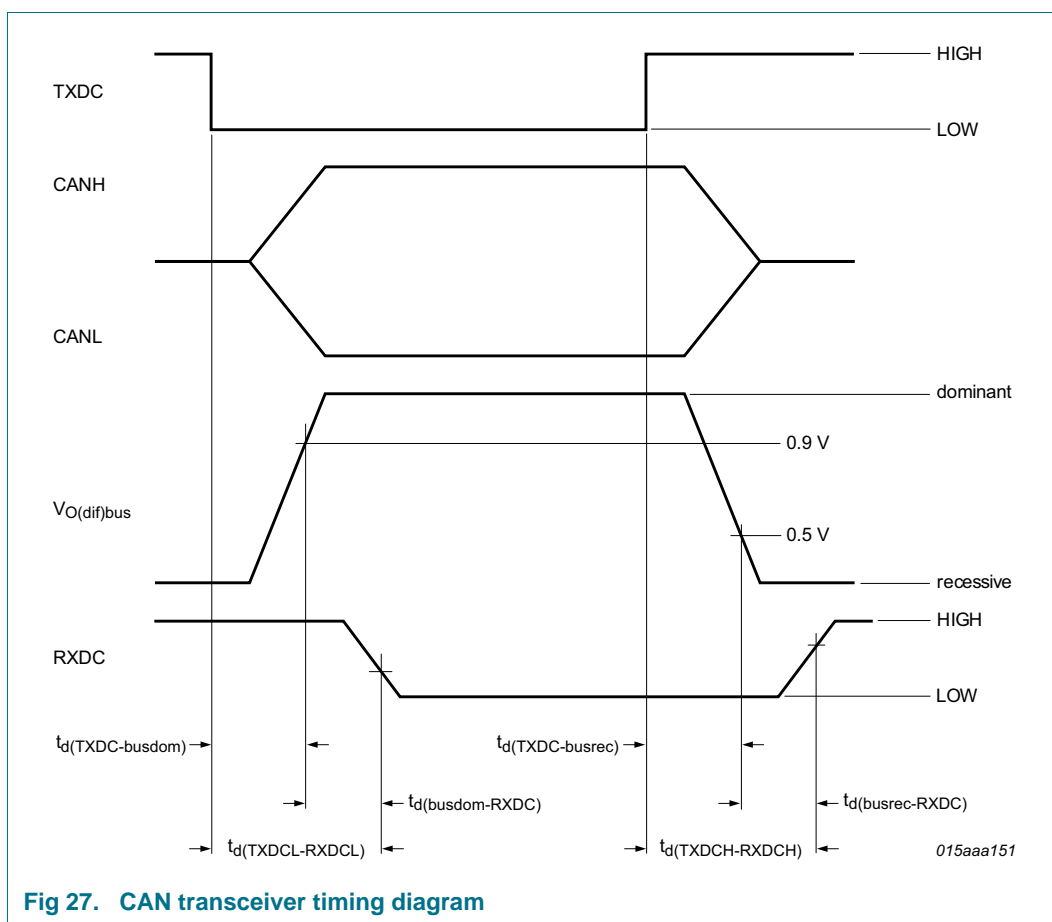 HIGH
TXDC
LOW
CANH
CANL
dominant
0.9 V
VO(dif)bus
0.5 V
recessive
HIGH
RXDC
LOW
td(TXDC-busdom)
td(TXDC-busrec)
td(busdom-RXDC)
td(busrec-RXDC)
td(TXDCL-RXDCL)
td(TXDCH-RXDCH)
015aaa151
Fig 27. CAN transceiver timing diagram